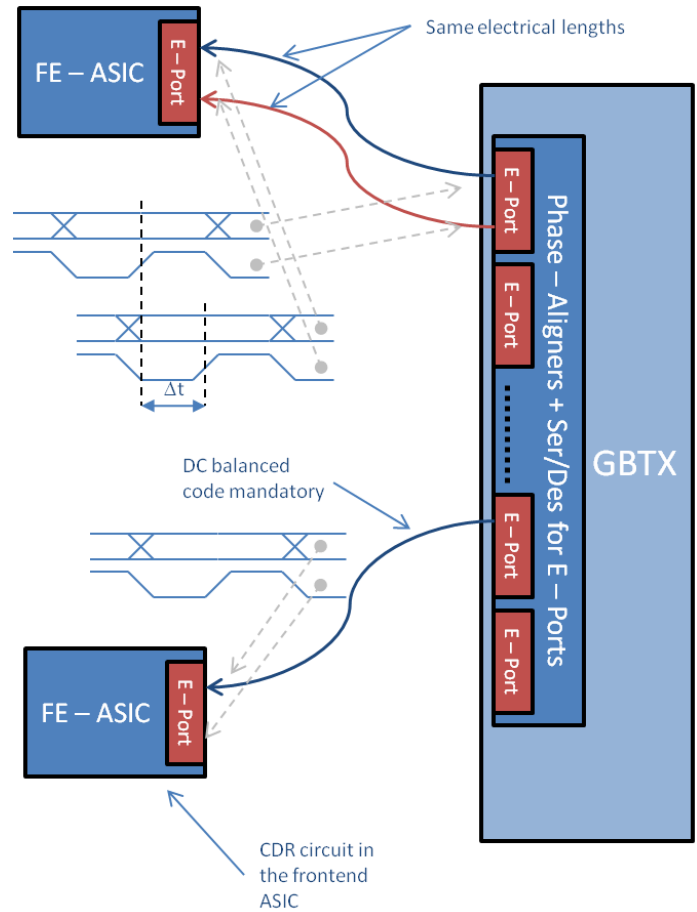 Same electrical lengths
FE – ASIC
E – Port
E – Port
E – Port
Phase – Aligners + Ser/Des for E – Ports
GBTX
Δt
DC balanced
code mandatory
E – Port
E – Port
FE – ASIC
E – Port
CDR circuit in
the frontend
ASIC